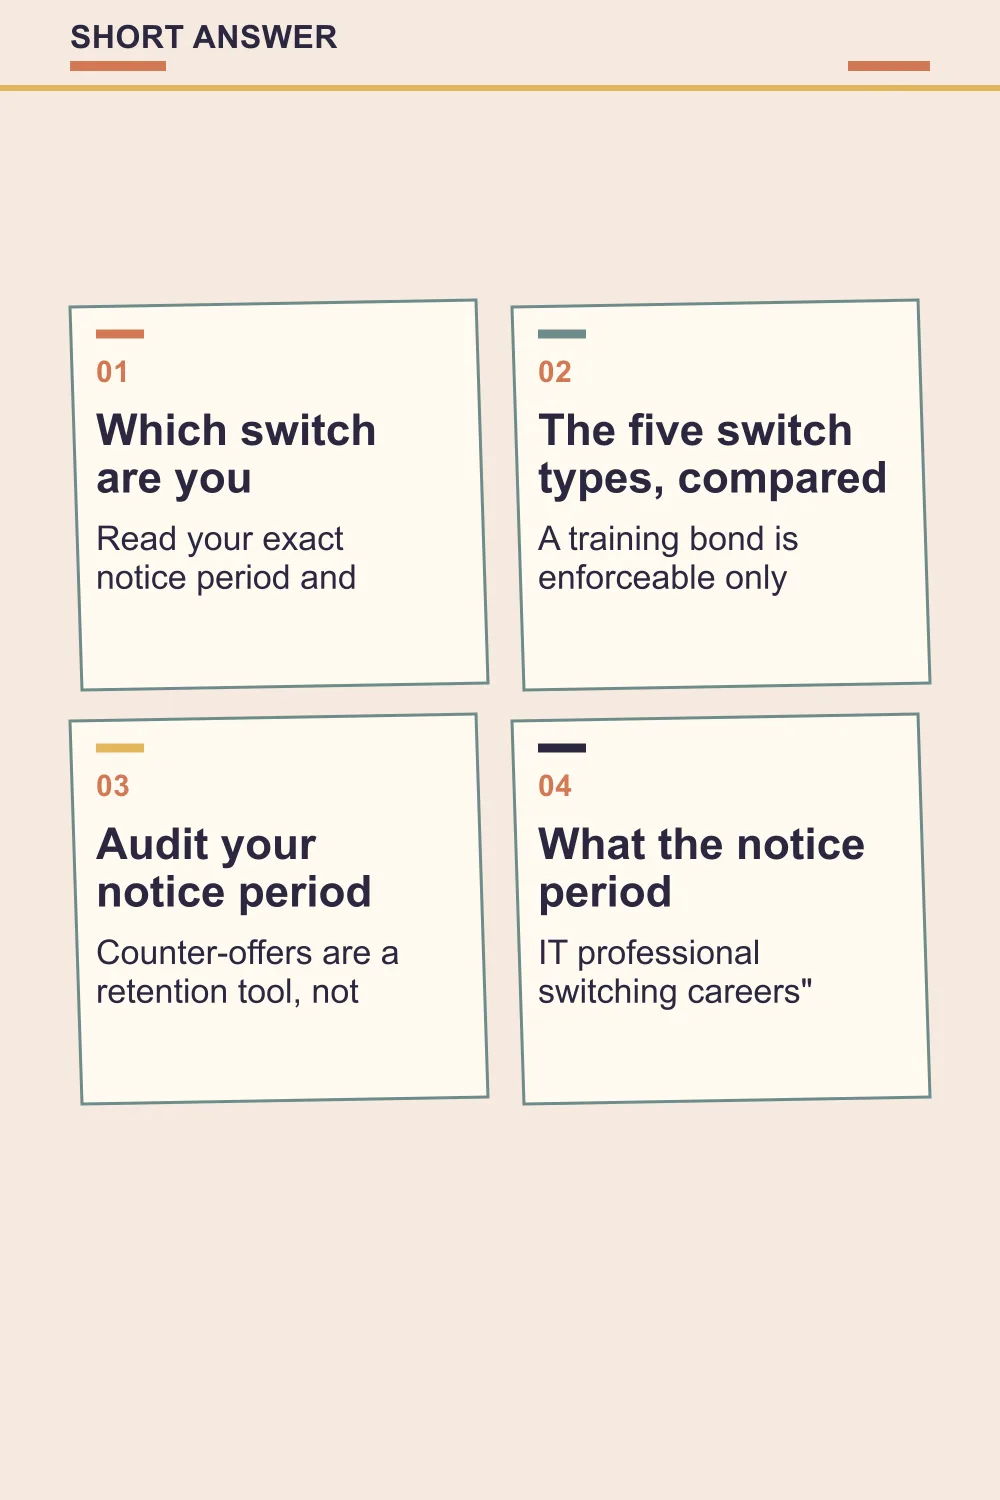 SHORT ANSWER
01
Which switch
are you
Read your exact
notice period and
02
The five switch
types, compared
A training bond is
enforceable only
03
Audit your
notice period
Counter-offers are a
retention tool, not
04
What the notice
period
IT professional
switching careers"